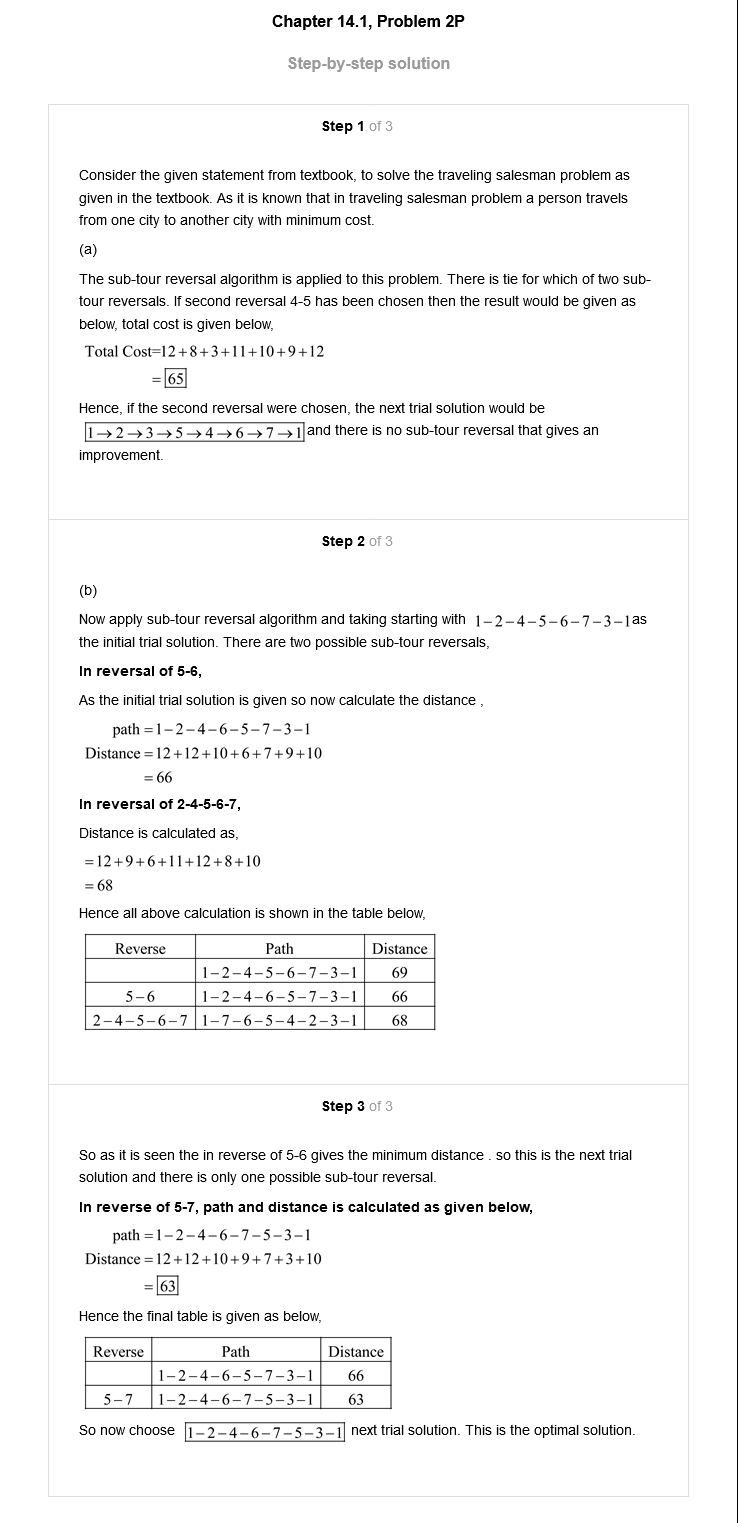 Chapter 14.1, Problem 2P
Step-by-step solution
Step 1 of 3
Consider the given statement from textbook, to solve the traveling salesman problem as
given in the textbook. As it is known that in traveling salesman problem a person travels
from one city to another city with minimum cost.
(a)
The sub-tour reversal algorithm is applied to this problem. There is tie for which of two sub-
tour reversals. If second reversal 4-5 has been chosen then the result would be given as
below, total cost is given below,
Total Cost=12+8+3+11+10+9+12
=65
Hence, if the second reversal were chosen, the next trial solution would be
1→2→3→5→4→6→7→1 and there is no sub-tour reversal that gives an
improvement.
Step 2 of 3
(b)
Now apply sub-tour reversal algorithm and taking starting with 1−2−4−5−6−7−3−1as
the initial trial solution. There are two possible sub-tour reversals,
In reversal of 5-6,
As the initial trial solution is given so now calculate the distance ,
path =1−2−4−6−5−7−3−1
Distance =12+12+10+6+7+9+10
=66
In reversal of 2-4-5-6-7,
Distance is calculated as,
=12+9+6+11+12+8+10
=68
Hence all above calculation is shown in the table below,
Reverse Path Distance
1−2−4−5−6−7−3−1 69
5−6 1−2−4−6−5−7−3−1 66
2−4−5−6−7 1−7−6−5−4−2−3−1 68
Step 3 of 3
So as it is seen the in reverse of 5-6 gives the minimum distance . so this is the next trial
solution and there is only one possible sub-tour reversal.
In reverse of 5-7, path and distance is calculated as given below,
path =1−2−4−6−7−5−3−1
Distance =12+12+10+9+7+3+10
=63
Hence the final table is given as below,
Reverse Path Distance
1−2−4−6−5−7−3−1 66
5−7 1−2−4−6−7−5−3−1 63
So now choose 1−2−4−6−7−5−3−1 next trial solution. This is the optimal solution.